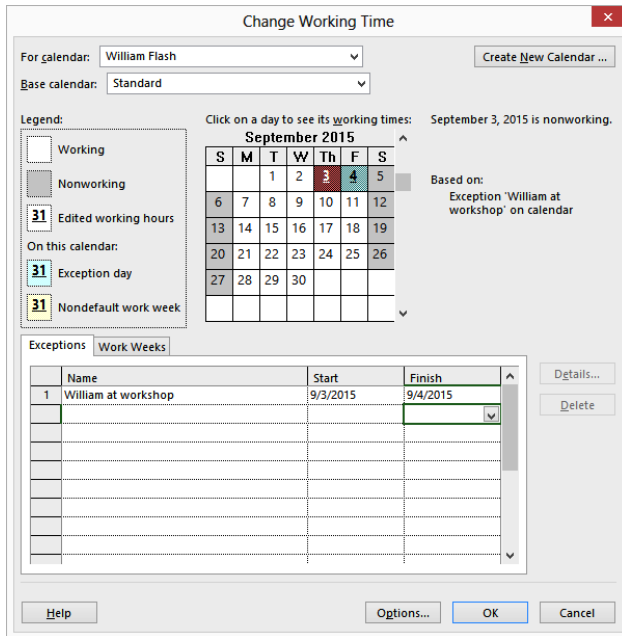 Change Working Time
For calendar: William Flash
Create New Calendar ...
Base calendar: Standard
Legend:
Click on a day to see its working times:
September 3, 2015 is nonworking.
Working
Nonworking
31 Edited working hours
On this calendar:
31 Exception day
31 Nondefault work week
September 2015
S M T W Th F S
1 2 3 4 5
6 7 8 9 10 11 12
13 14 15 16 17 18 19
20 21 22 23 24 25 26
27 28 29 30
Based on:
Exception 'William at
workshop' on calendar
Exceptions Work Weeks
Name Start Finish
1 William at workshop 9/3/2015 9/4/2015
Details...
Delete
Help Options... OK Cancel